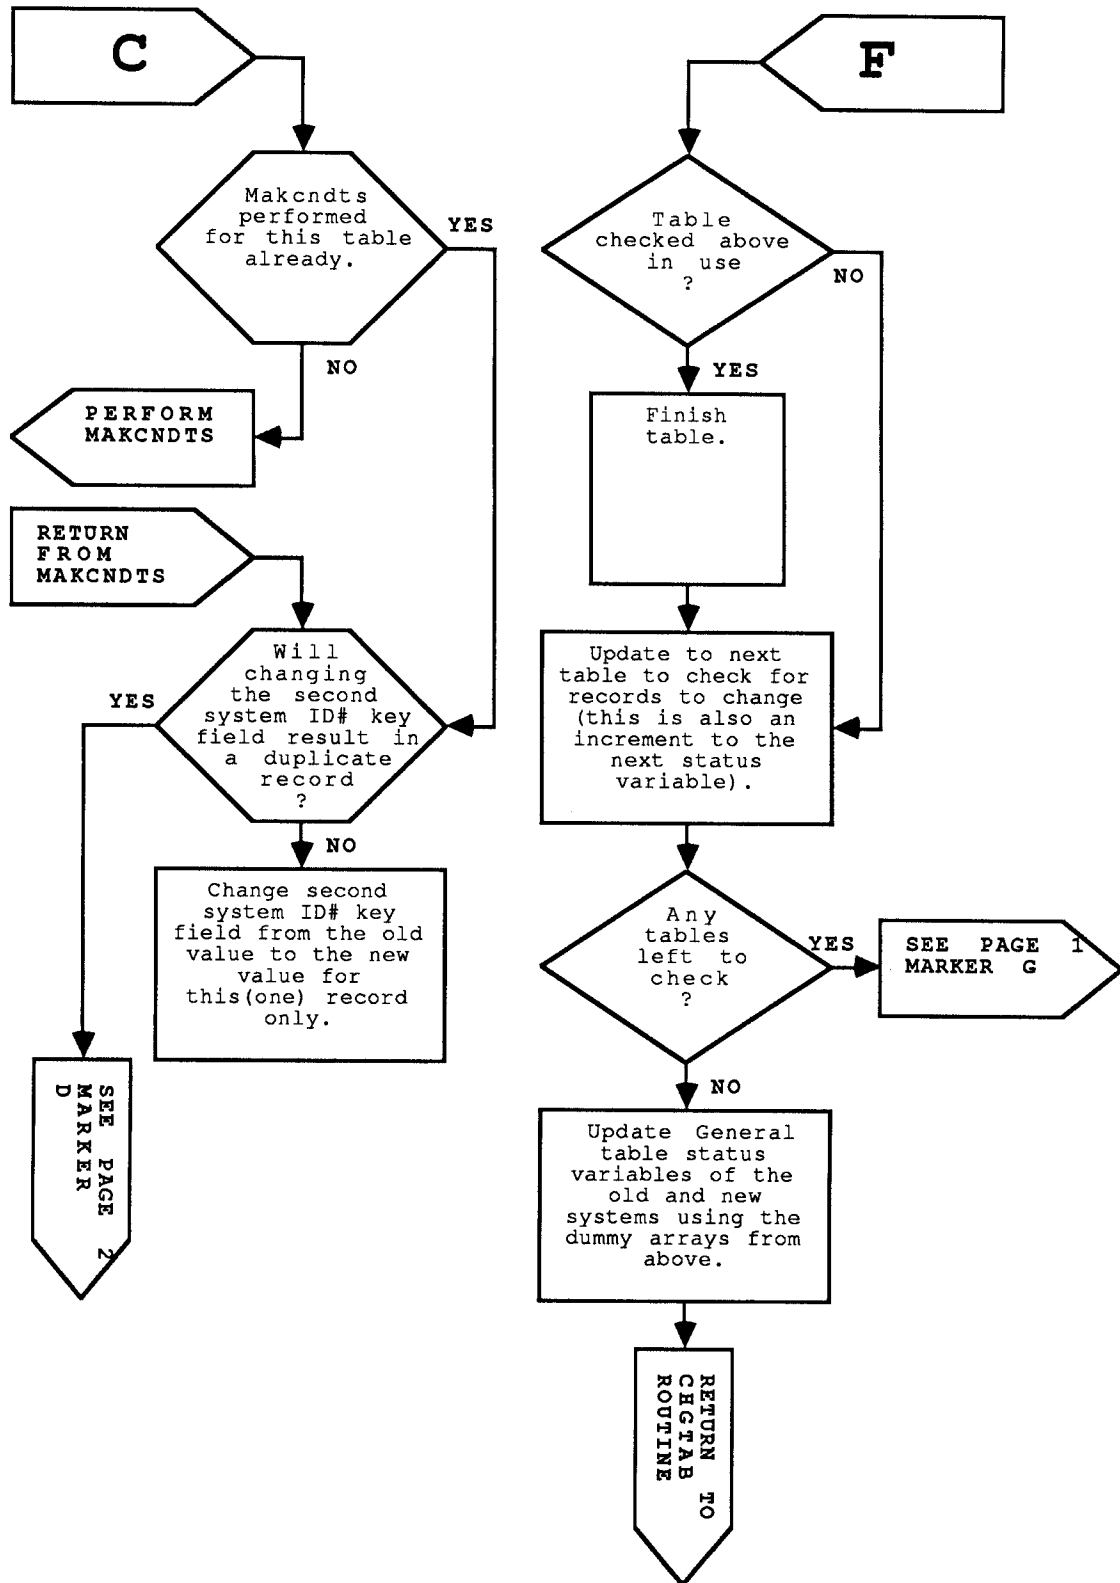 C
Makcndts
performed
for this table
already.
YES
NO
PERFORM
MAKCNDTS
RETURN
FROM
MAKCNDTS
Will
changing
the second
system ID# key
field result in
a duplicate
record
?
YES
NO
Change second
system ID# key
field from the old
value to the new
value for
this(one) record
only.
SEE PAGE 2
MARKER
D
F
Table
checked above
in use
?
NO
YES
Finish
table.
Update to next
table to check for
records to change
(this is also an
increment to the
next status
variable).
Any
tables
left to
check
?
YES
SEE PAGE 1
MARKER G
NO
Update General
table status
variables of the
old and new
systems using the
dummy arrays from
above.
RETURN TO
CHGTAB
ROUTINE